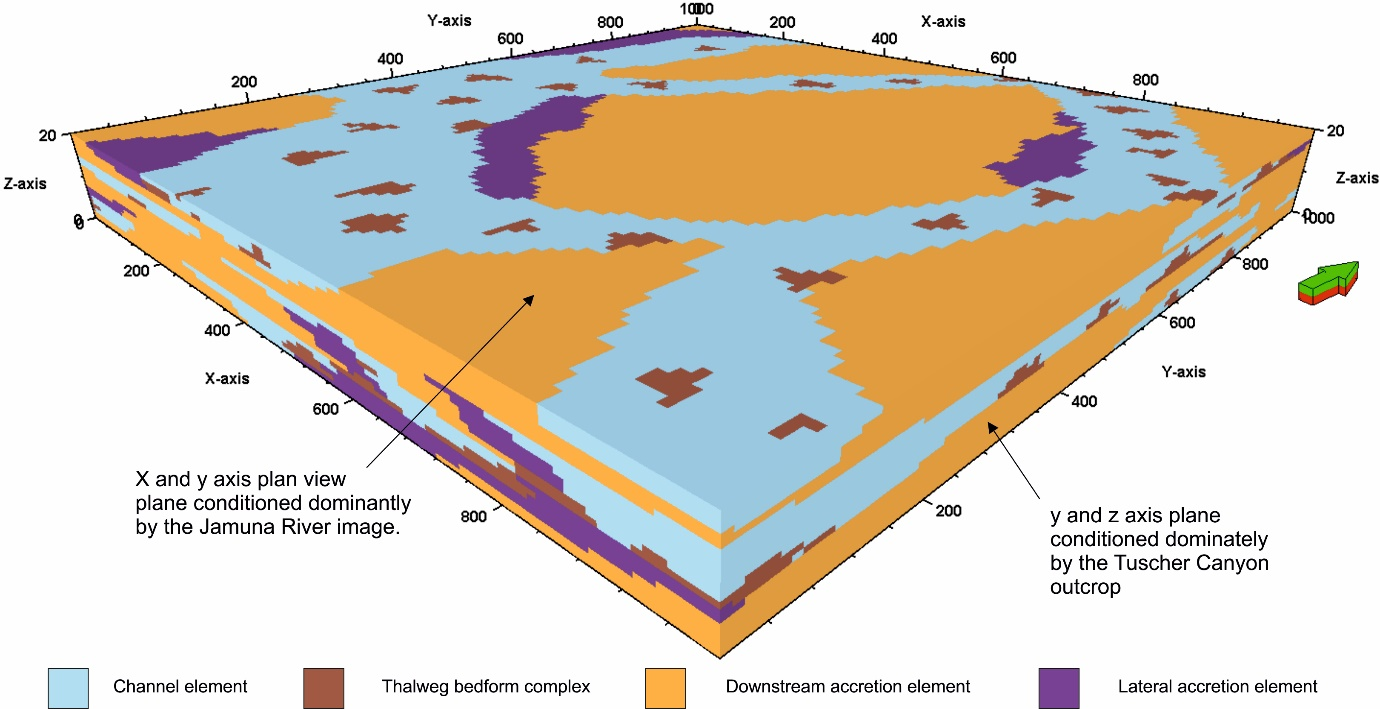 Y-axis
X-axis
1000
0
800
200
600
400
400
600
200
800
20
20
Z-axis
Z-axis
0
0
0
1000
200
800
400
600
X-axis
Y-axis
600
400
800
200
X and y axis plan view
plane conditioned dominantly
by the Jamuna River image.
y and z axis plane
conditioned dominately
by the Tuscher Canyon
outcrop
Channel element
Thalweg bedform complex
Downstream accretion element
Lateral accretion element